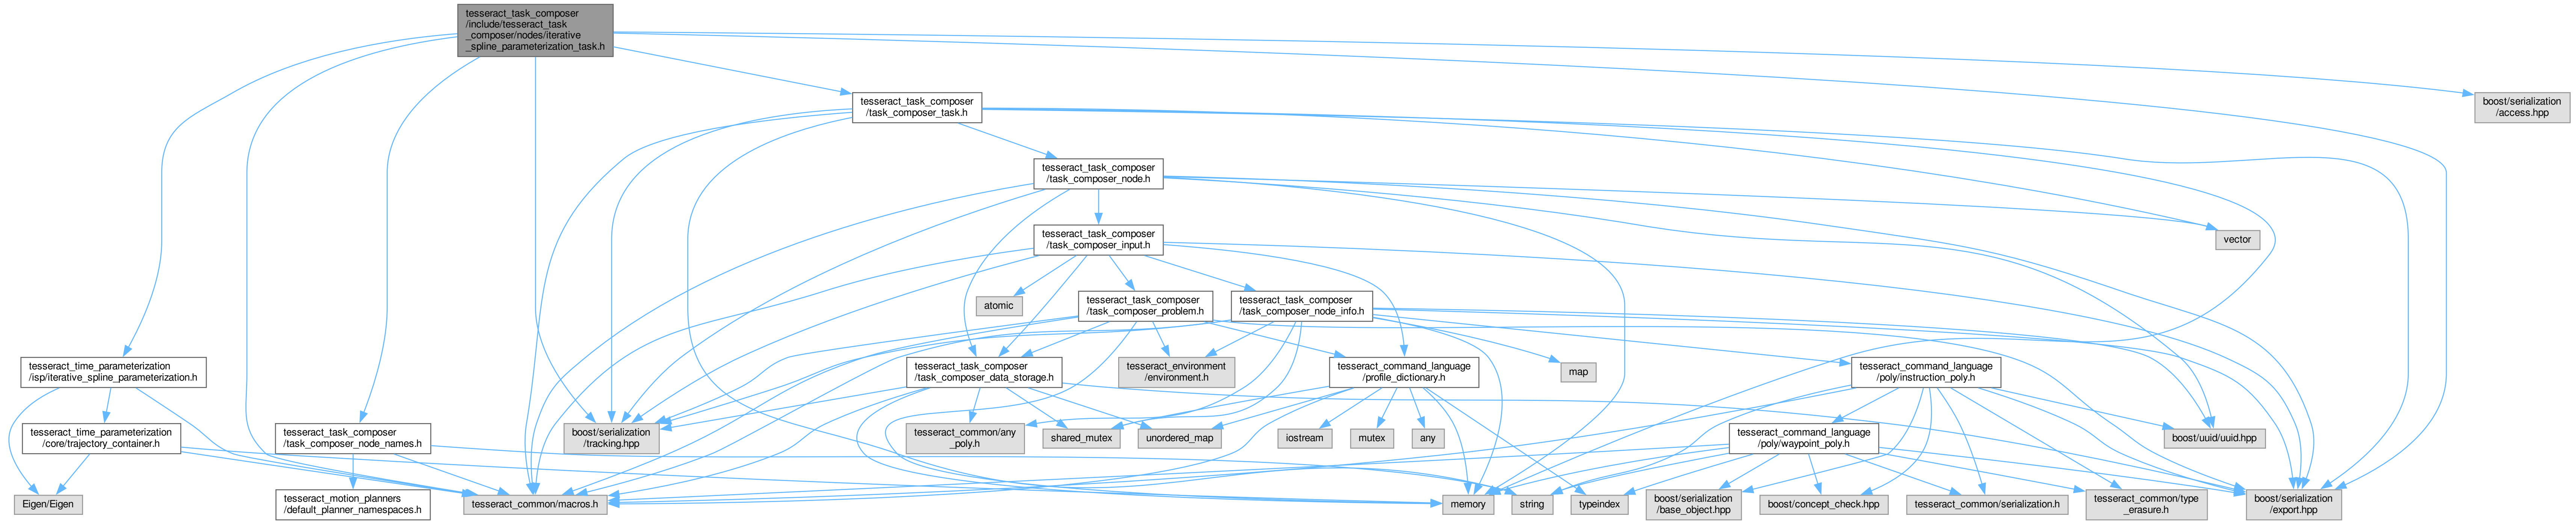 tesseract_task_composer
/include/tesseract_task
_composer/nodes/iterative
_spline_parameterization_task.h
boost/serialization
/access.hpp
tesseract_task_composer
/task_composer_task.h
tesseract_task_composer
/task_composer_node.h
tesseract_task_composer
/task_composer_input.h
vector
atomic
tesseract_task_composer
/task_composer_problem.h
tesseract_task_composer
/task_composer_node_info.h
tesseract_time_parameterization
/isp/iterative_spline_parameterization.h
tesseract_task_composer
/task_composer_data_storage.h
tesseract_environment
/environment.h
tesseract_command_language
/profile_dictionary.h
map
tesseract_command_language
/poly/instruction_poly.h
tesseract_time_parameterization
/core/trajectory_container.h
tesseract_task_composer
/task_composer_node_names.h
boost/serialization
/tracking.hpp
tesseract_common/any
_poly.h
shared_mutex
unordered_map
iostream
mutex
any
tesseract_command_language
/poly/waypoint_poly.h
boost/uuid/uuid.hpp
Eigen/Eigen
tesseract_motion_planners
/default_planner_namespaces.h
tesseract_common/macros.h
memory
string
typeindex
boost/serialization
/base_object.hpp
boost/concept_check.hpp
tesseract_common/serialization.h
tesseract_common/type
_erasure.h
boost/serialization
/export.hpp